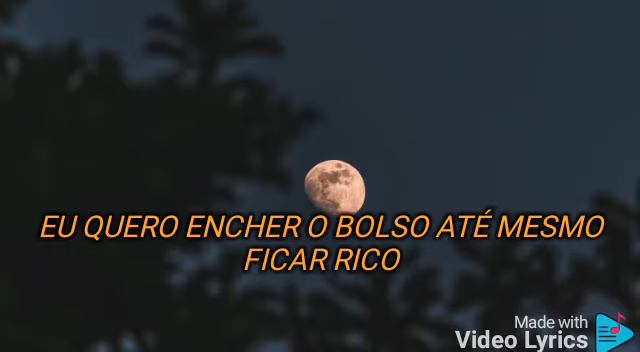 EU QUERO ENCHER O BOLSO ATÉ MESMO
FICAR RICO
Made with
Video Lyrics